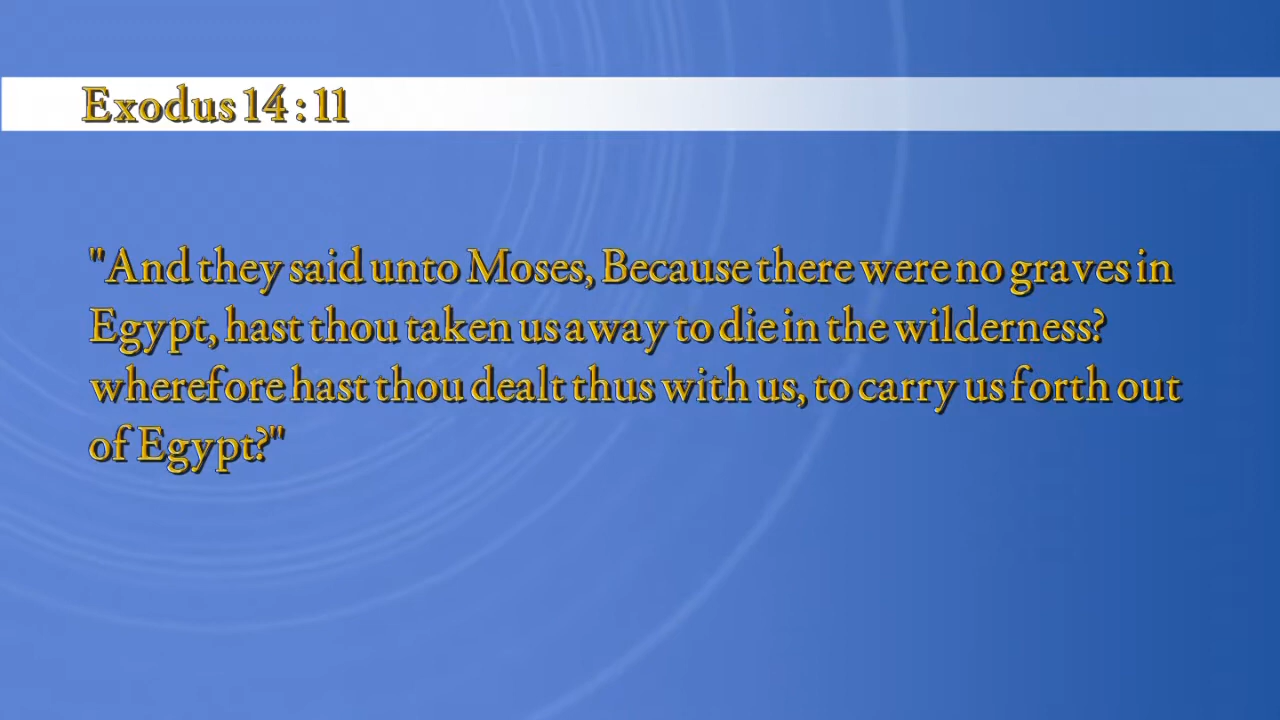 Exodus 14:11
"And they said unto Moses, Because there were no graves in
Egypt, hast thou taken us away to die in the wilderness?
wherefore hast thou dealt thus with us, to carry us forth out
of Egypt?"